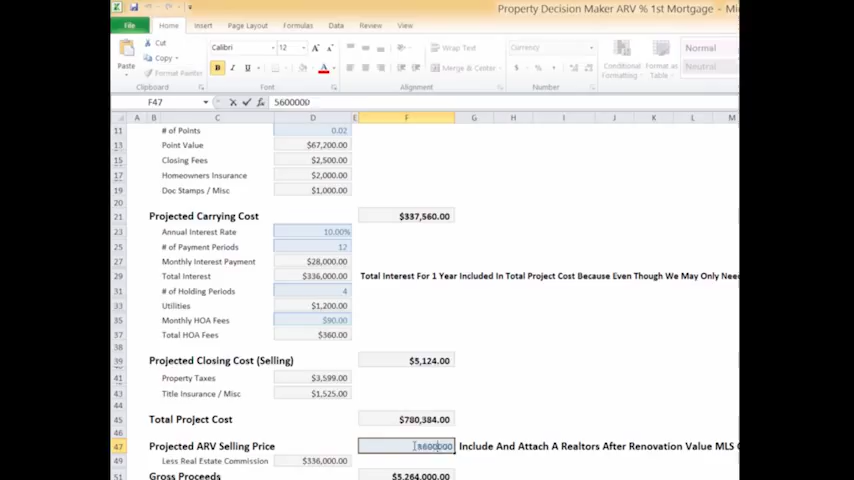 Property Decision Maker ARV % 1st Mortgage -
File Home Insert Page Layout Formulas Data Review View
Cut
Copy
Format Painter
Paste
Calibri 12 A A
B I U
Wrap Text
Merge & Center
Currency
$ % ,
Conditional Formatting
Format as Table
Normal
Neutral
Clipboard Font Alignment Number
F47 fx 5600000
A B C D E F G H I J K L M
11 # of Points 0.02
13 Point Value $67,200.00
15 Closing Fees $2,500.00
17 Homeowners Insurance $2,000.00
19 Doc Stamps / Misc $1,000.00
20
21 Projected Carrying Cost $337,560.00
23 Annual Interest Rate 10.00%
25 # of Payment Periods 12
27 Monthly Interest Payment $28,000.00
29 Total Interest $336,000.00 Total Interest For 1 Year Included In Total Project Cost Because Even Though We May Only Need
31 # of Holding Periods 4
33 Utilities $1,200.00
35 Monthly HOA Fees $90.00
37 Total HOA Fees $360.00
38
39 Projected Closing Cost (Selling) $5,124.00
41 Property Taxes $3,599.00
43 Title Insurance / Misc $1,525.00
44
45 Total Project Cost $780,384.00
46
47 Projected ARV Selling Price 5600000 Include And Attach A Realtors After Renovation Value MLS
49 Less Real Estate Commission $336,000.00
51 Gross Proceeds $5,264,000.00